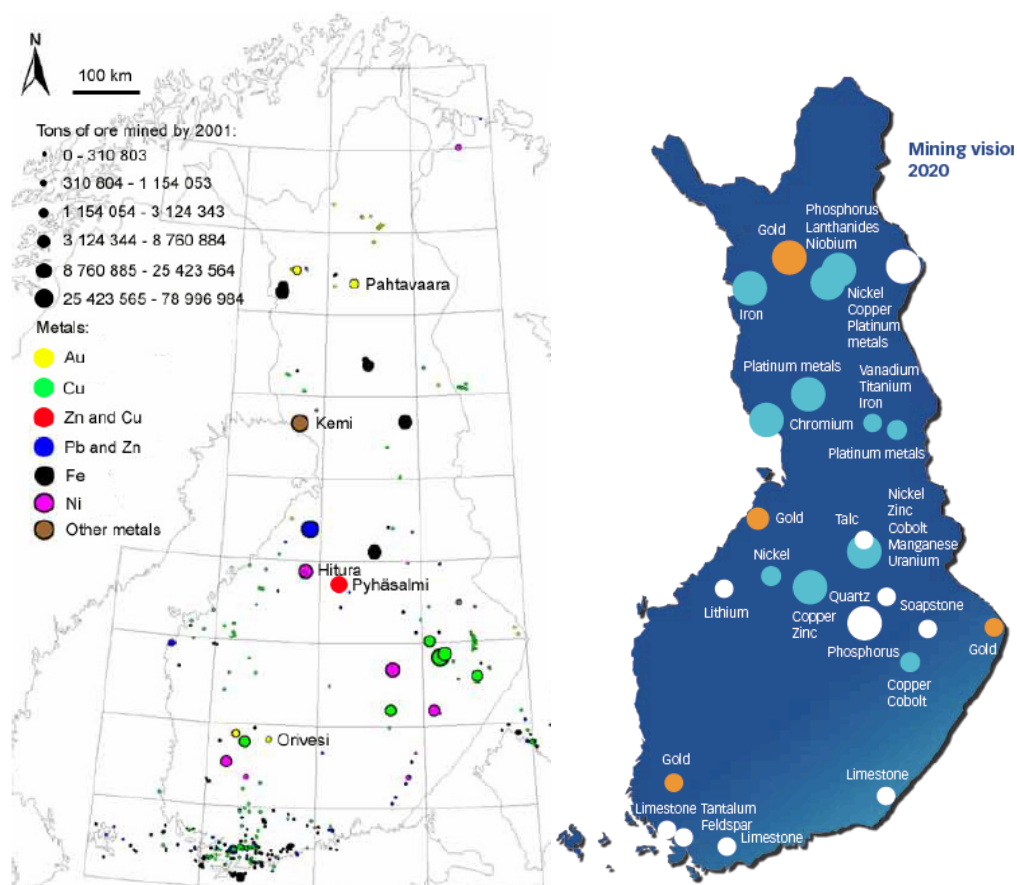 N
100 km
Tons of ore mined by 2001:
0 - 310 803
310 804 - 1 154 053
1 154 054 - 3 124 343
3 124 344 - 8 760 884
8 760 885 - 25 423 564
25 423 565 - 78 996 984
Metals:
Au
Cu
Zn and Cu
Pb and Zn
Fe
Ni
Other metals
Pahtavaara
Kemi
Hitura
Pyhäsalmi
Orivesi
Mining vision
2020
Phosphorus
Lanthanides
Niobium
Gold
Iron
Nickel
Copper
Platinum
metals
Platinum metals
Vanadium
Titanium
Iron
Chromium
Platinum metals
Gold
Talc
Nickel
Zinc
Cobolt
Manganese
Uranium
Nickel
Lithium
Copper
Zinc
Quartz
Soapstone
Phosphorus
Gold
Copper
Cobolt
Gold
Limestone
Limestone
Tantalum
Feldspar
Limestone